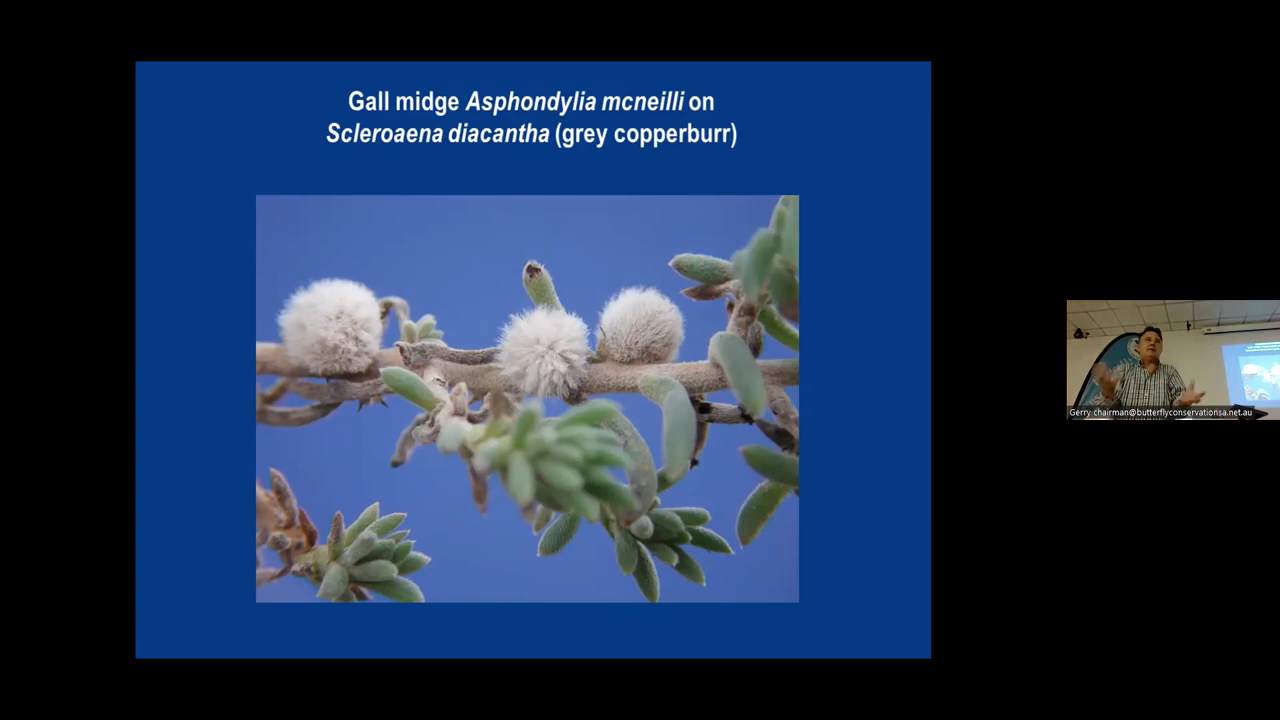 Gall midge Asphondylia mcneilli on
Scleroaena diacantha (grey copperburr)
Gerry chairman@butterflyconservationsa.net.au